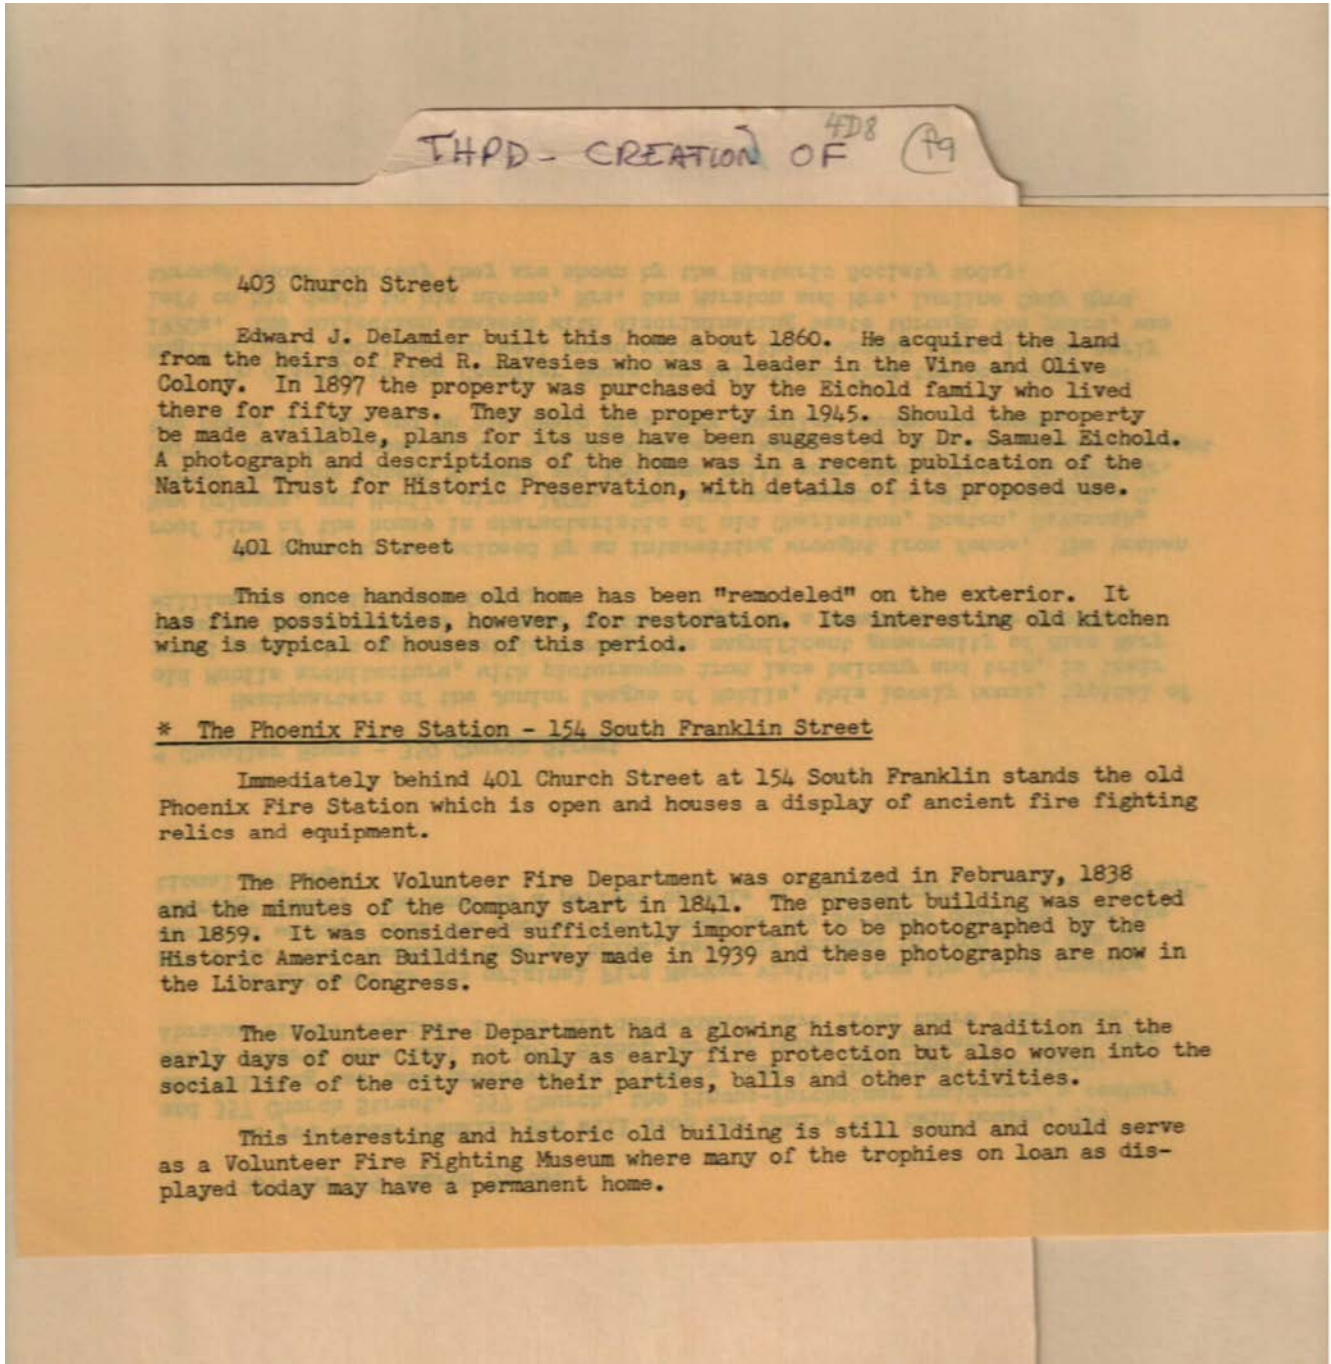 THPD - CREATION OF 4D8
403 Church Street
Edward J. DeLamier built this home about 1860. He acquired the land
from the heirs of Fred R. Ravesies who was a leader in the Vine and Olive
Colony. In 1897 the property was purchased by the Eichold family who lived
there for fifty years. They sold the property in 1945. Should the property
be made available, plans for its use have been suggested by Dr. Samuel Eichold.
A photograph and descriptions of the home was in a recent publication of the
National Trust for Historic Preservation, with details of its proposed use.
401 Church Street
This once handsome old home has been "remodeled" on the exterior. It
has fine possibilities, however, for restoration. Its interesting old kitchen
wing is typical of houses of this period.
* The Phoenix Fire Station - 154 South Franklin Street
Immediately behind 401 Church Street at 154 South Franklin stands the old
Phoenix Fire Station which is open and houses a display of ancient fire fighting
relics and equipment.
The Phoenix Volunteer Fire Department was organized in February, 1838
and the minutes of the Company start in 1841. The present building was erected
in 1859. It was considered sufficiently important to be photographed by the
Historic American Building Survey made in 1939 and these photographs are now in
the Library of Congress.
The Volunteer Fire Department had a glowing history and tradition in the
early days of our City, not only as early fire protection but also woven into the
social life of the city were their parties, balls and other activities.
This interesting and historic old building is still sound and could serve
as a Volunteer Fire Fighting Museum where many of the trophies on loan as dis-
played today may have a permanent home.